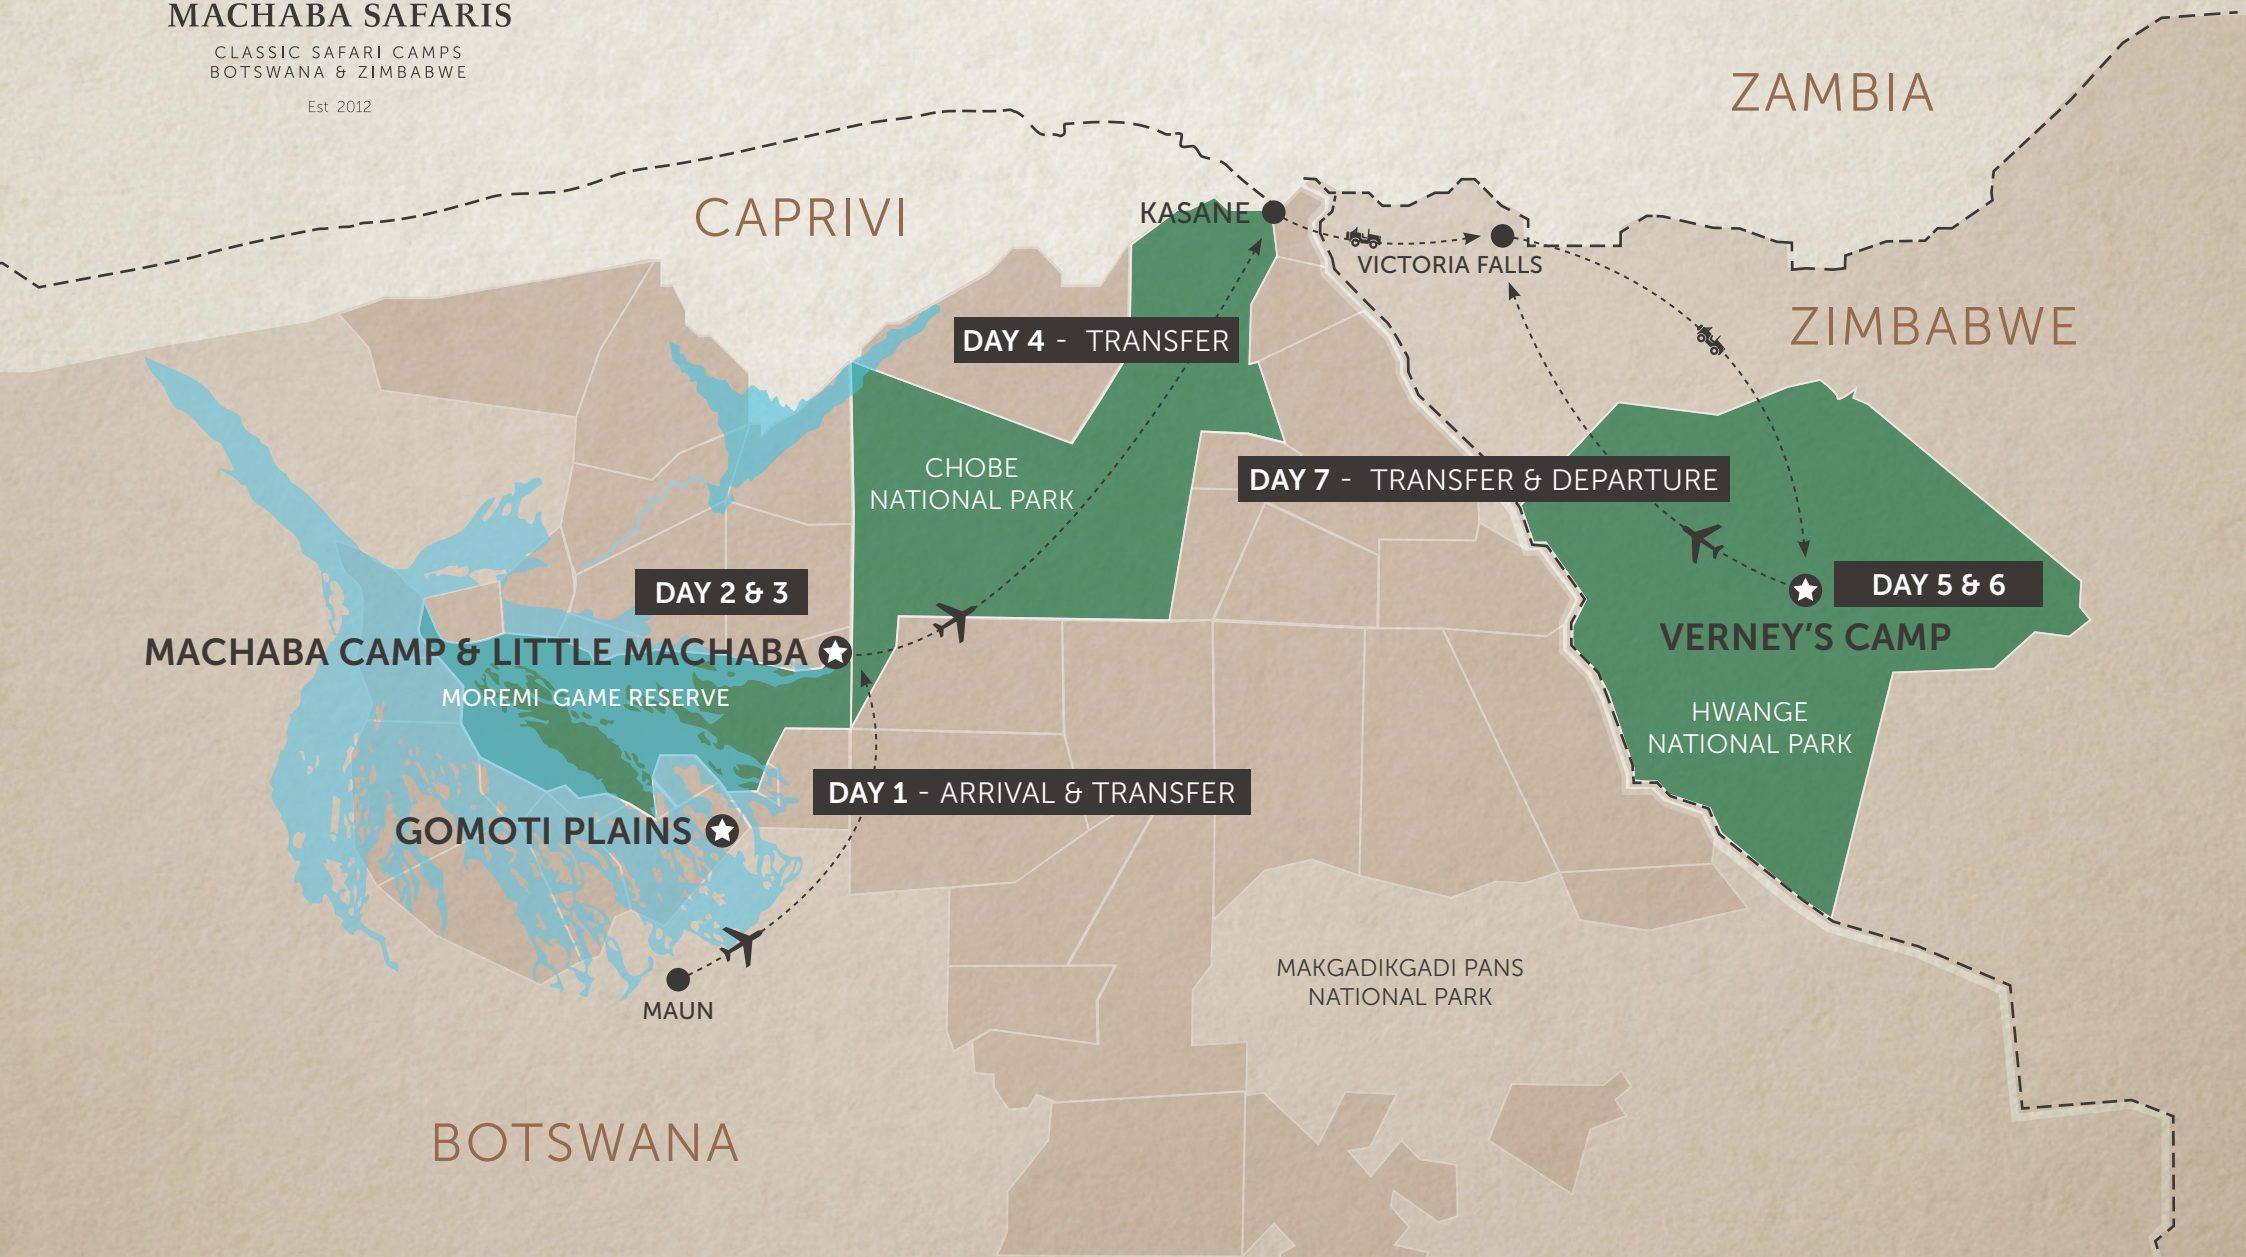 MACHABA SAFARIS
CLASSIC SAFARI CAMPS
BOTSWANA & ZIMBABWE
Est 2012
ZAMBIA
CAPRIVI
KASANE
VICTORIA FALLS
ZIMBABWE
DAY 4 - TRANSFER
CHOBE
NATIONAL PARK
DAY 7 - TRANSFER & DEPARTURE
DAY 2 & 3
DAY 5 & 6
MACHABA CAMP & LITTLE MACHABA
VERNEY'S CAMP
MOREMI GAME RESERVE
HWANGE
NATIONAL PARK
DAY 1 - ARRIVAL & TRANSFER
GOMOTI PLAINS
MAKGADIKGADI PANS
NATIONAL PARK
MAUN
BOTSWANA